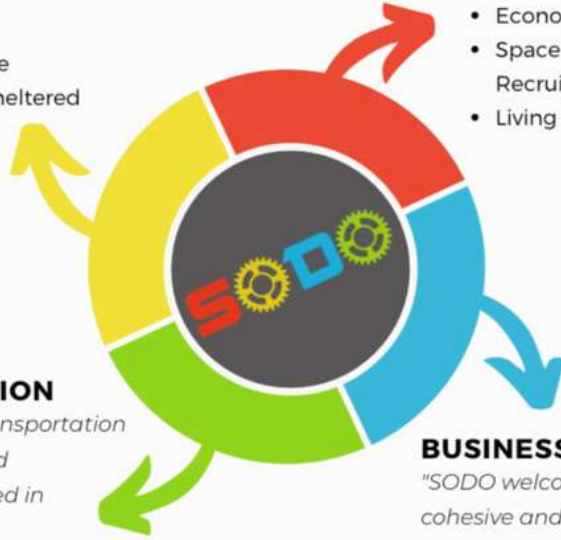 e
heltered
• Econo
• Space
Recrui
• Living
SODO
ION
nsportation
d
ed in
BUSINESS
"SODO welco
cohesive and